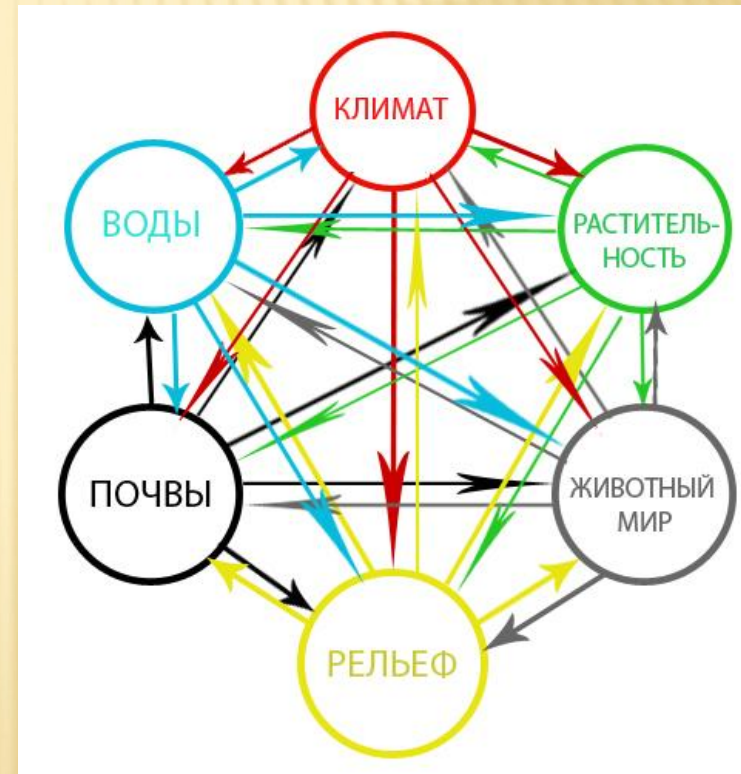 КЛИМАТ
ВОДЫ
РАСТИТЕЛЬ-
НОСТЬ
ПОЧВЫ
ЖИВОТНЫЙ
МИР
РЕЛЬЕФ